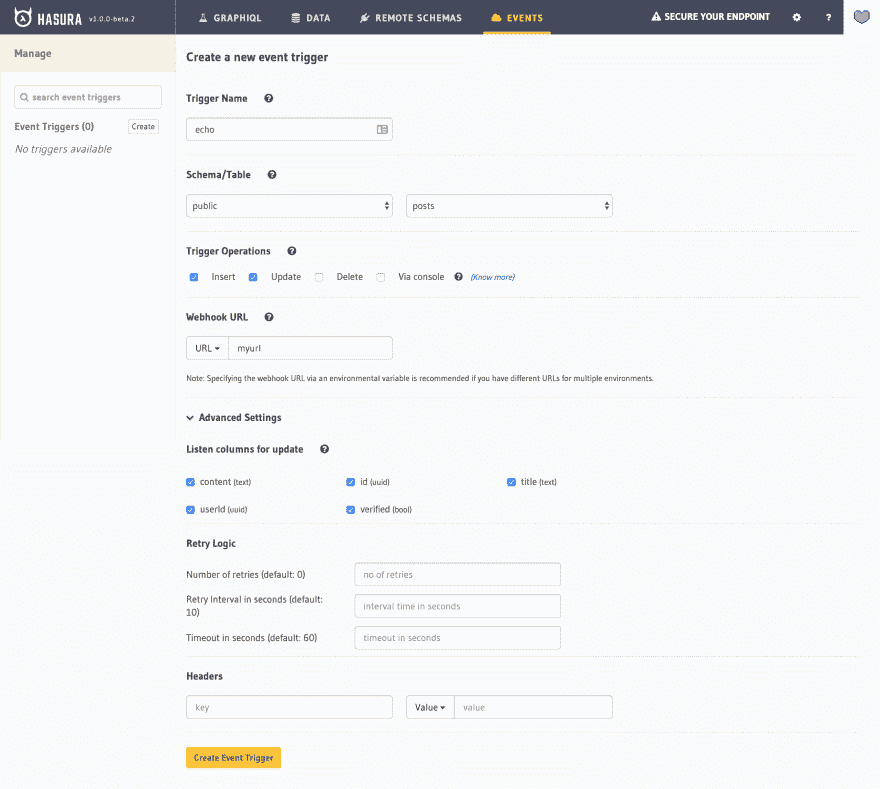 HASURA v1.0.0-beta.2 GRAPHIQL DATA REMOTE SCHEMAS EVENTS SECURE YOUR ENDPOINT ?
Manage
search event triggers
Event Triggers (0) Create
No triggers available
Create a new event trigger
Trigger Name ?
echo
Schema/Table ?
public posts
Trigger Operations ?
Insert Update Delete Via console ? (Know more)
Webhook URL ?
URL myurl
Note: Specifying the webhook URL via an environmental variable is recommended if you have different URLs for multiple environments.
Advanced Settings
Listen columns for update ?
content (text) id (uuid) title (text)
userId (uuid) verified (bool)
Retry Logic
Number of retries (default: 0) no of retries
Retry Interval in seconds (default:
10) interval time in seconds
Timeout in seconds (default: 60) timeout in seconds
Headers
key Value value
Create Event Trigger